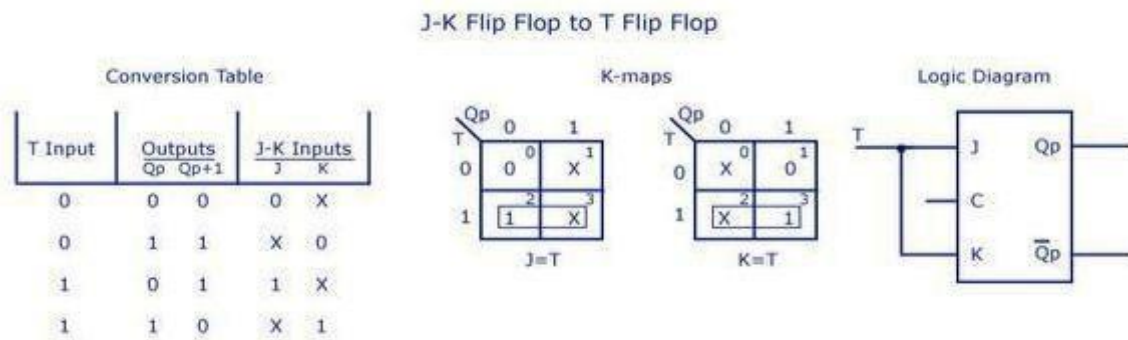 J-K Flip Flop to T Flip Flop
Conversion Table
T Input Outputs J-K Inputs
Qp Qp+1 J K
0 0 0 0 X
0 1 1 X 0
1 0 1 1 X
1 1 0 X 1
K-maps
Qp
T 0 1
0 1
0 0 X
2 3
1 1 X
J=T
Qp
T 0 1
0 1
0 X 0
2 3
1 X 1
K=T
Logic Diagram
T J Qp
C
K Q̅p